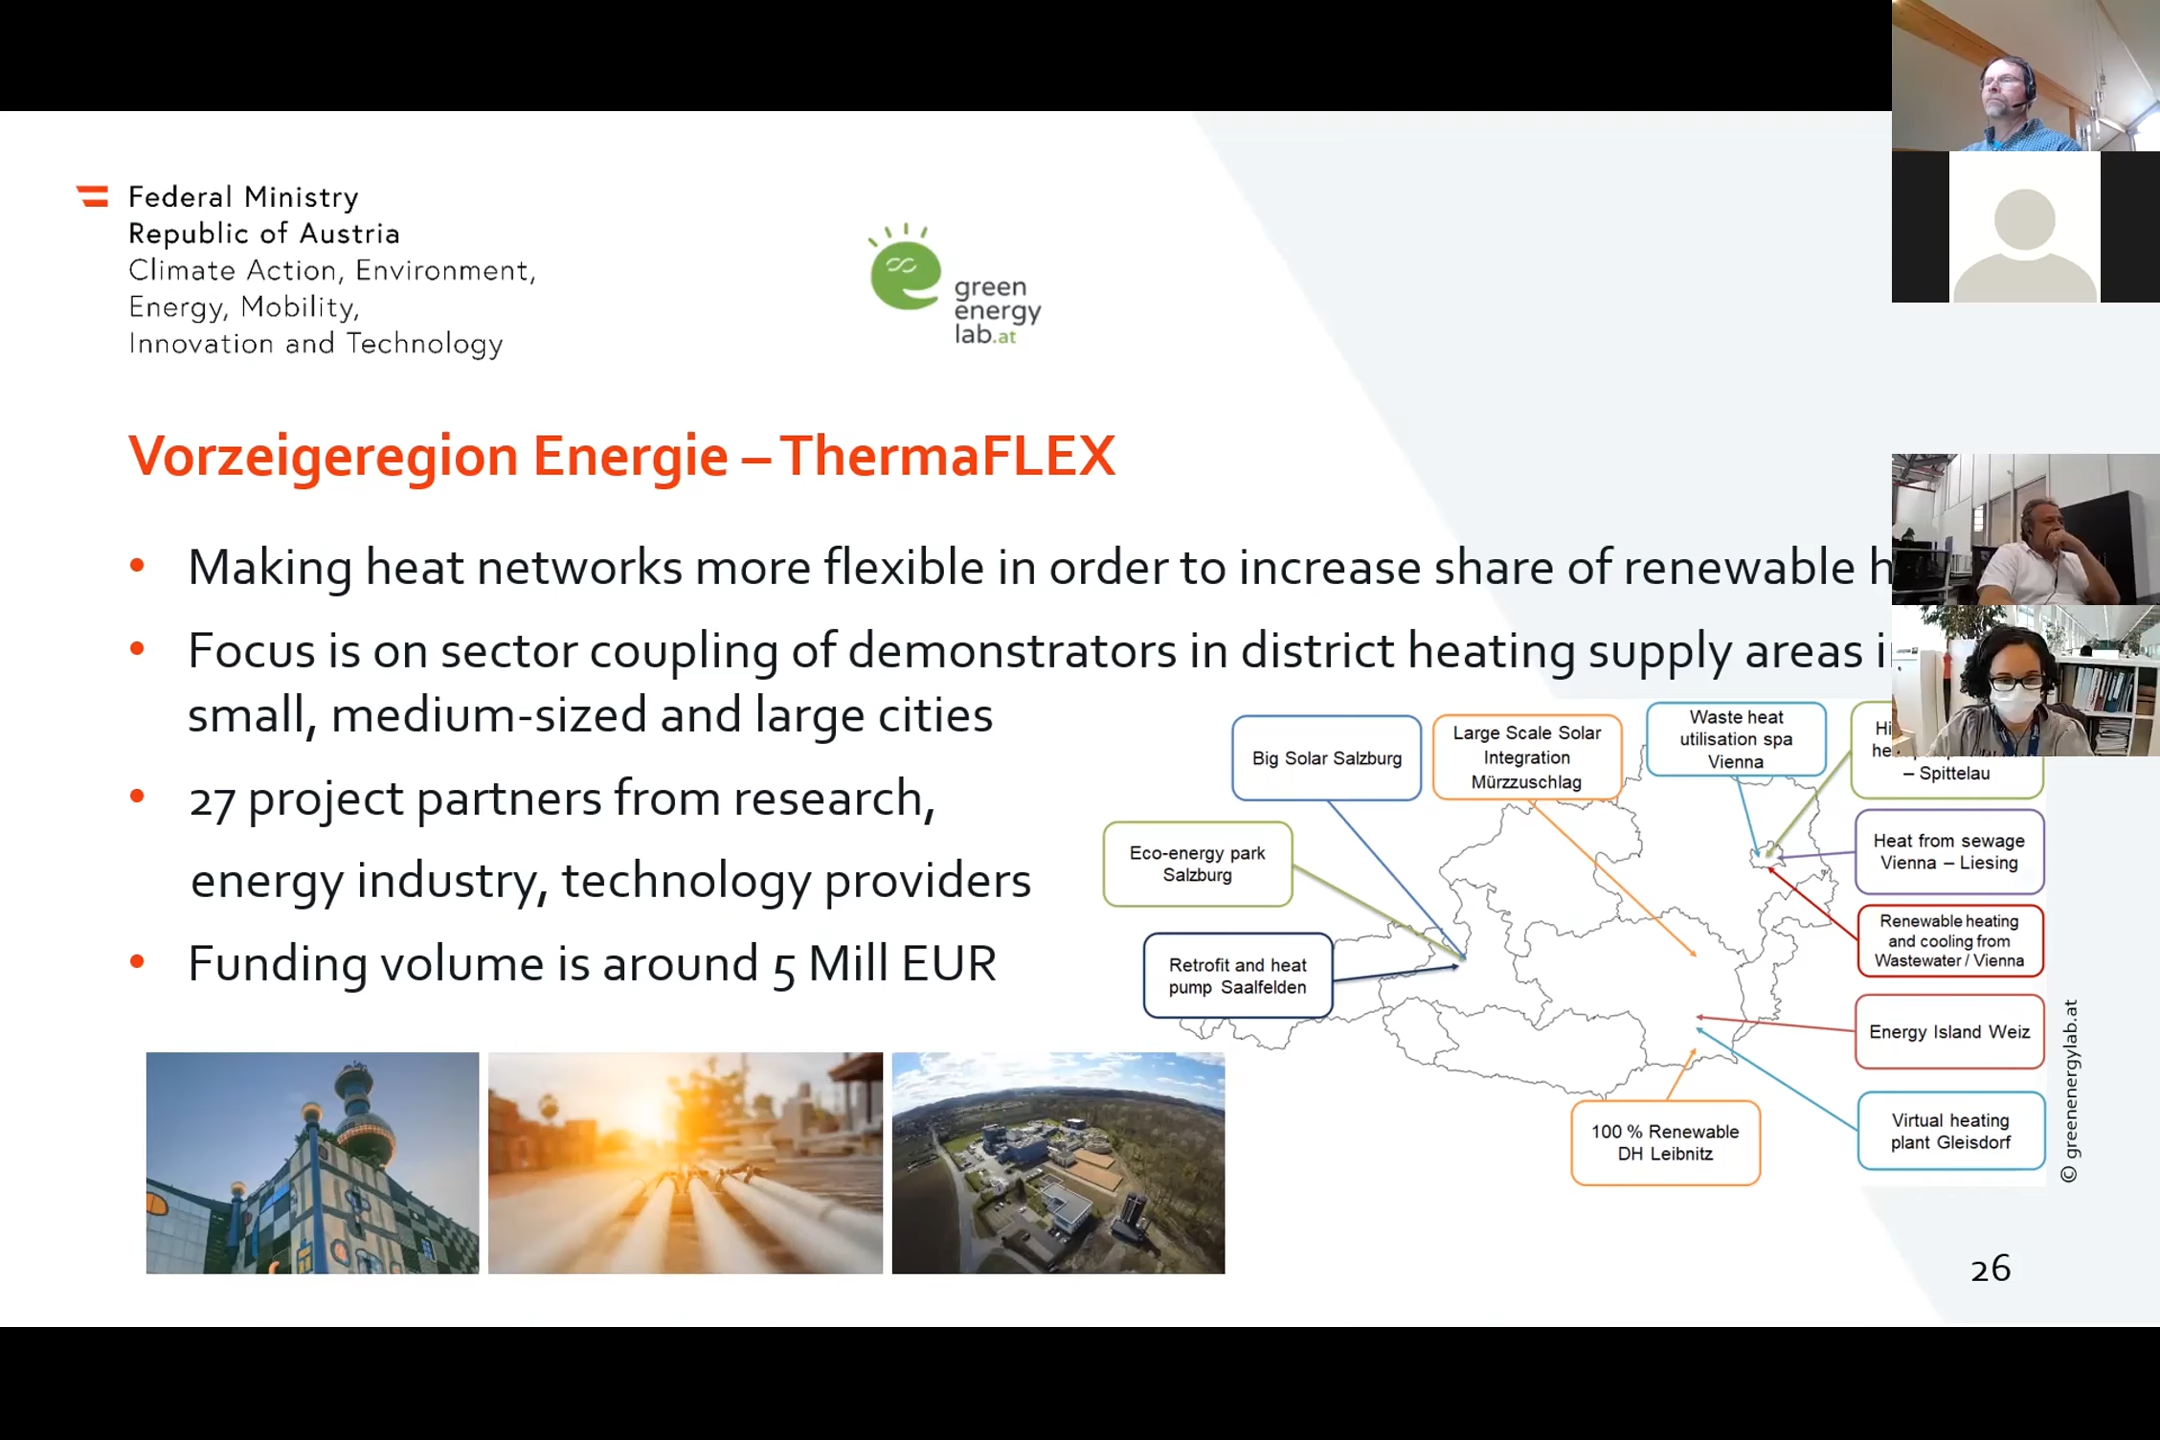 Federal Ministry
Republic of Austria
Climate Action, Environment,
Energy, Mobility,
Innovation and Technology
green
energy
lab.at
Vorzeigeregion Energie – ThermaFLEX
• Making heat networks more flexible in order to increase share of renewable
• Focus is on sector coupling of demonstrators in district heating supply areas
small, medium-sized and large cities
• 27 project partners from research,
energy industry, technology providers
• Funding volume is around 5 Mill EUR
Big Solar Salzburg
Large Scale Solar
Integration
Mürzzuschlag
Waste heat
utilisation spa
Vienna
– Spittelau
Eco-energy park
Salzburg
Heat from sewage
Vienna – Liesing
Retrofit and heat
pump Saalfelden
Renewable heating
and cooling from
Wastewater / Vienna
Energy Island Weiz
100 % Renewable
DH Leibnitz
Virtual heating
plant Gleisdorf
© greenenergylab.at
26